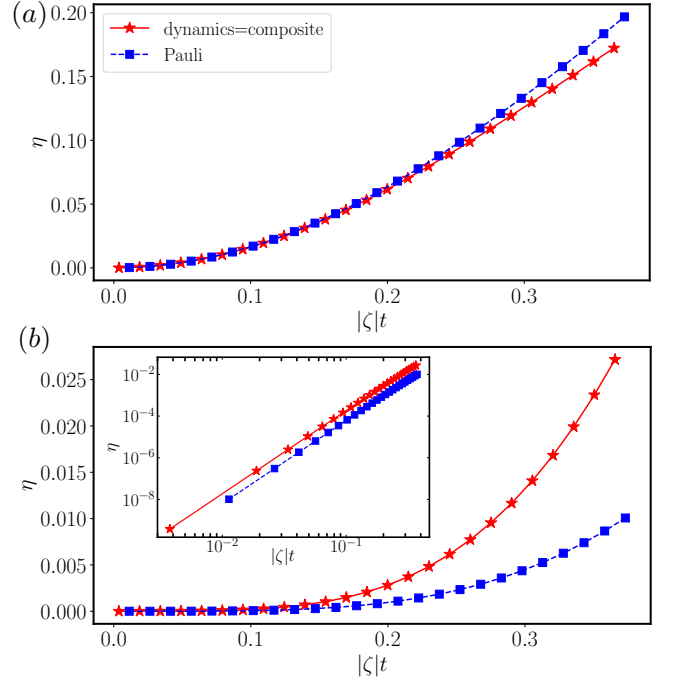 (a)
0.20
0.15
0.10
0.05
0.00
η
dynamics=composite
Pauli
0.0 0.1 0.2 0.3
|ζ|t
(b)
0.025
0.020
0.015
0.010
0.005
0.000
η
10⁻²
10⁻⁴
10⁻⁶
10⁻⁸
η
10⁻² 10⁻¹
|ζ|t
0.0 0.1 0.2 0.3
|ζ|t